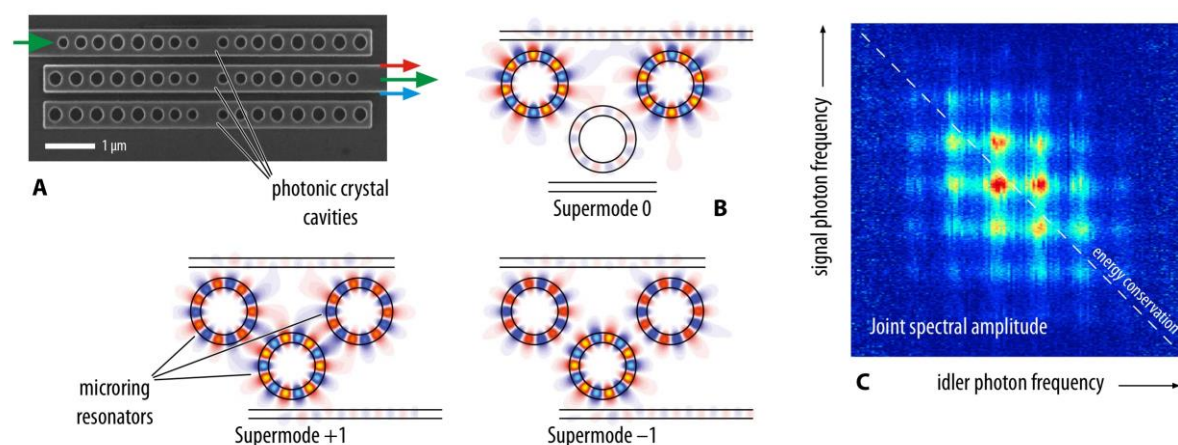 A
1 µm
photonic crystal
cavities
Supermode 0
B
microring
resonators
Supermode +1
Supermode −1
signal photon frequency
energy conservation
Joint spectral amplitude
C
idler photon frequency